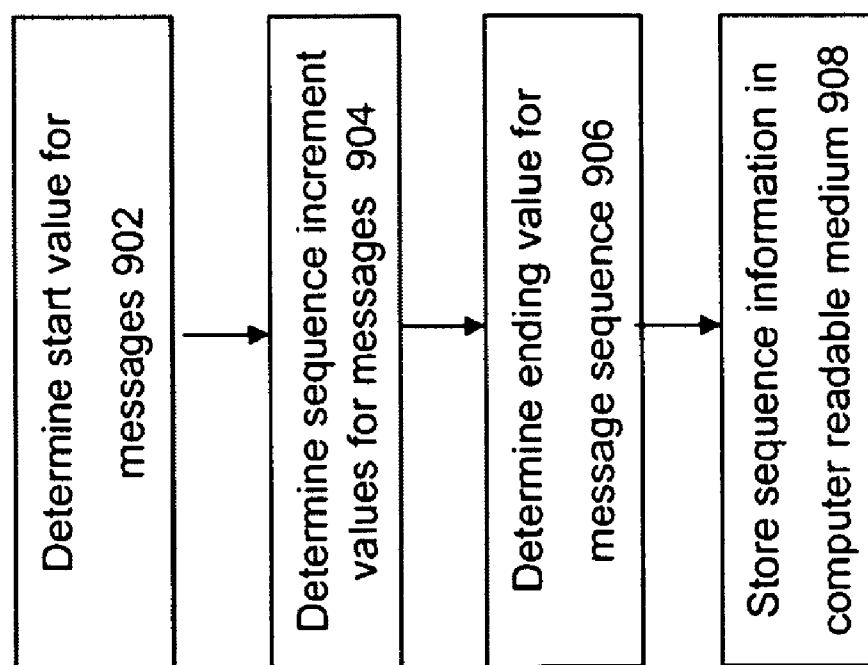 Determine start value for
messages 902
Determine sequence increment
values for messages 904
Determine ending value for
message sequence 906
Store sequence information in
computer readable medium 908